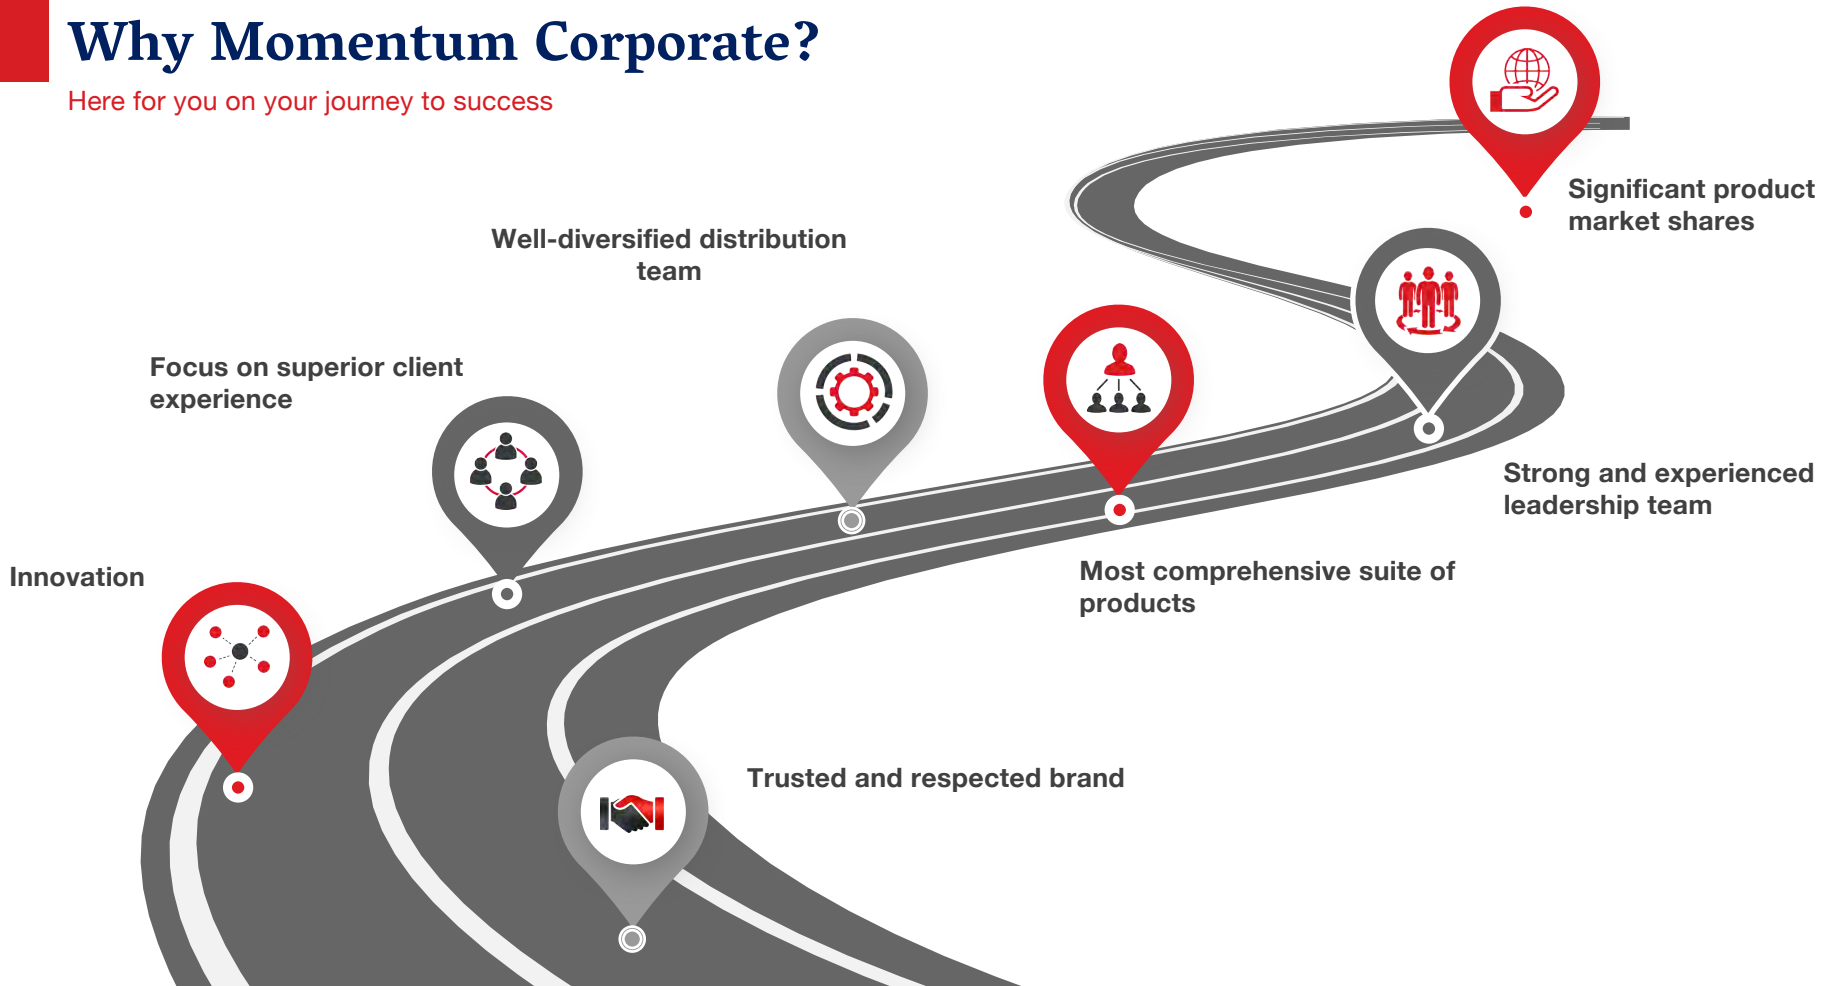 Why Momentum Corporate?
Here for you on your journey to success
Significant product
market shares
Well-diversified distribution
team
Focus on superior client
experience
Strong and experienced
leadership team
Most comprehensive suite of
products
Innovation
Trusted and respected brand